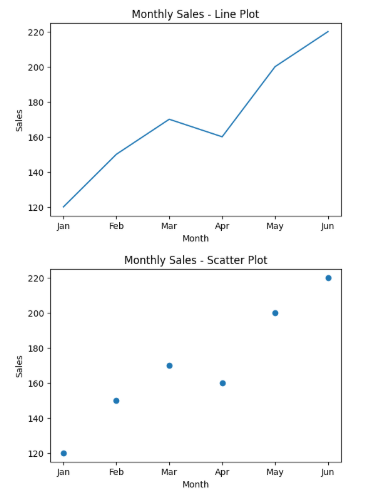 Monthly Sales - Line Plot
220
200
180
160
140
120
Sales
Jan Feb Mar Apr May Jun
Month
Monthly Sales - Scatter Plot
220
200
180
160
140
120
Sales
Jan Feb Mar Apr May Jun
Month